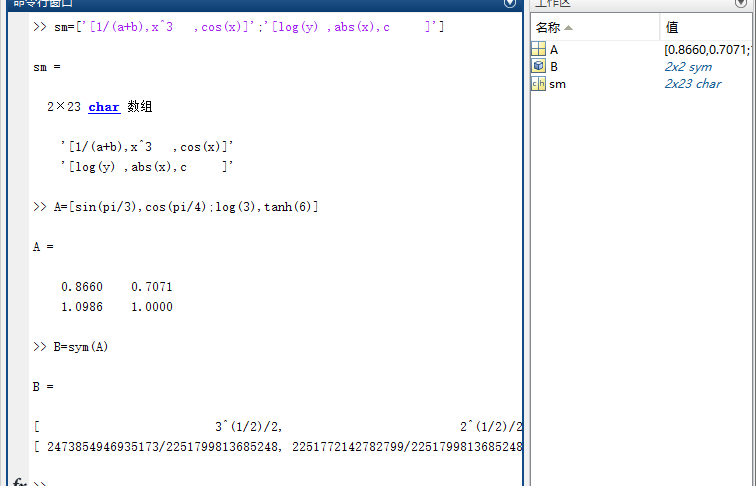 命令行窗口
>> sm=['[1/(a+b),x^3   ,cos(x)]';'[log(y) ,abs(x),c     ]']
sm =
2×23 char 数组
'[1/(a+b),x^3   ,cos(x)]'
'[log(y) ,abs(x),c     ]'
>> A=[sin(pi/3),cos(pi/4);log(3),tanh(6)]
A =
0.8660    0.7071
1.0986    1.0000
>> B=sym(A)
B =
[                         3^(1/2)/2,                         2^(1/2)/2
[ 2473854946935173/2251799813685248, 2251772142782799/2251799813685248
fx >>
工作区
名称 值
A [0.8660,0.7071;
B 2x2 sym
sm 2x23 char